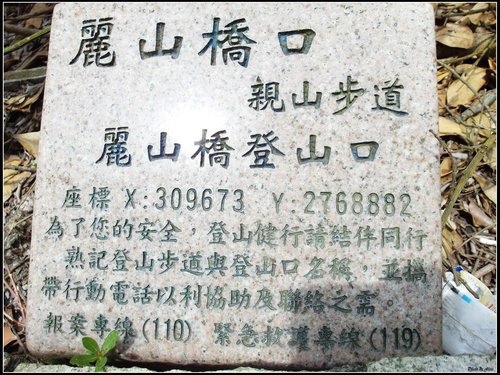 麗山橋口
親山步道
麗山橋登山口
座標 X:309673 Y:2768882
為了您的安全，登山健行請結伴同行
熟記登山步道與登山口名稱，並攜
帶行動電話以利協助及聯絡之需。
報案專線(110) 緊急救護專線(119)